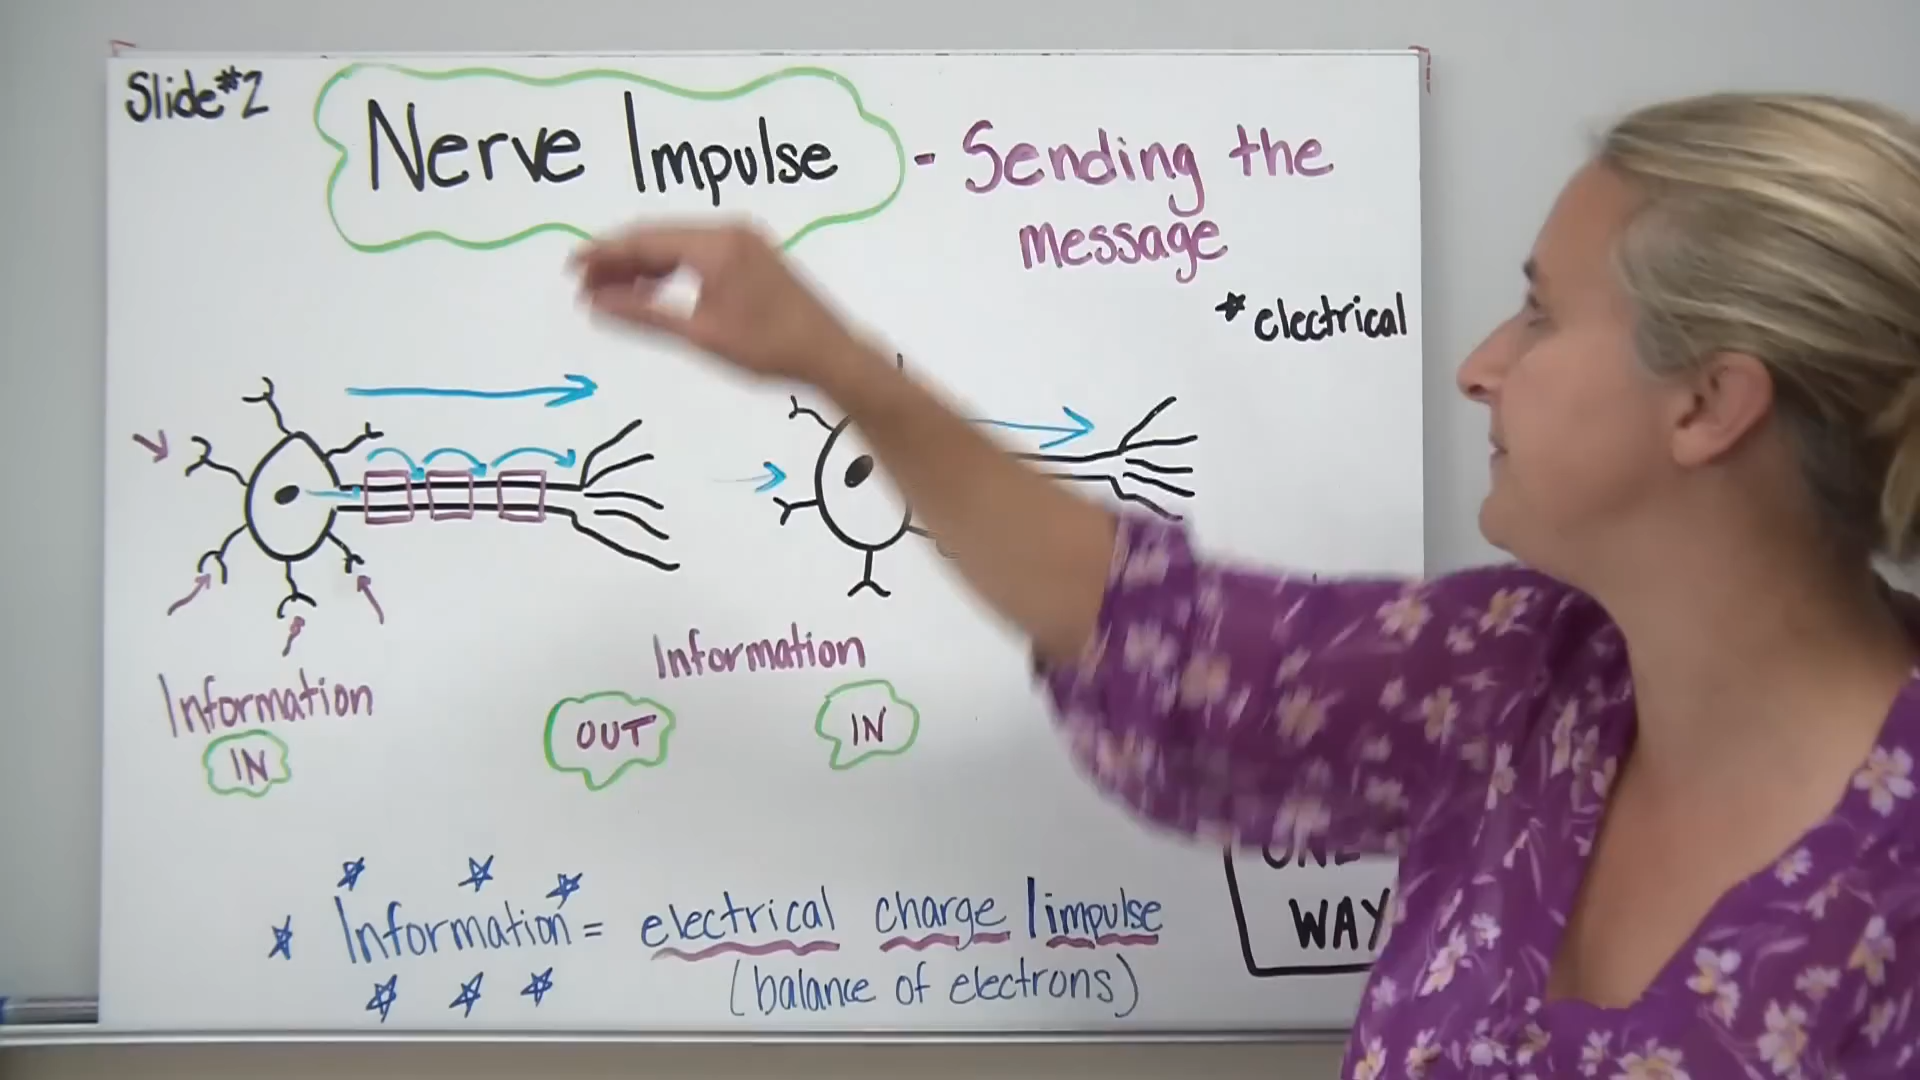 Slide #2
Nerve Impulse - Sending the
message
* electrical
Information
IN
Information
OUT
IN
Information = electrical charge / impulse
(balance of electrons)
WAY